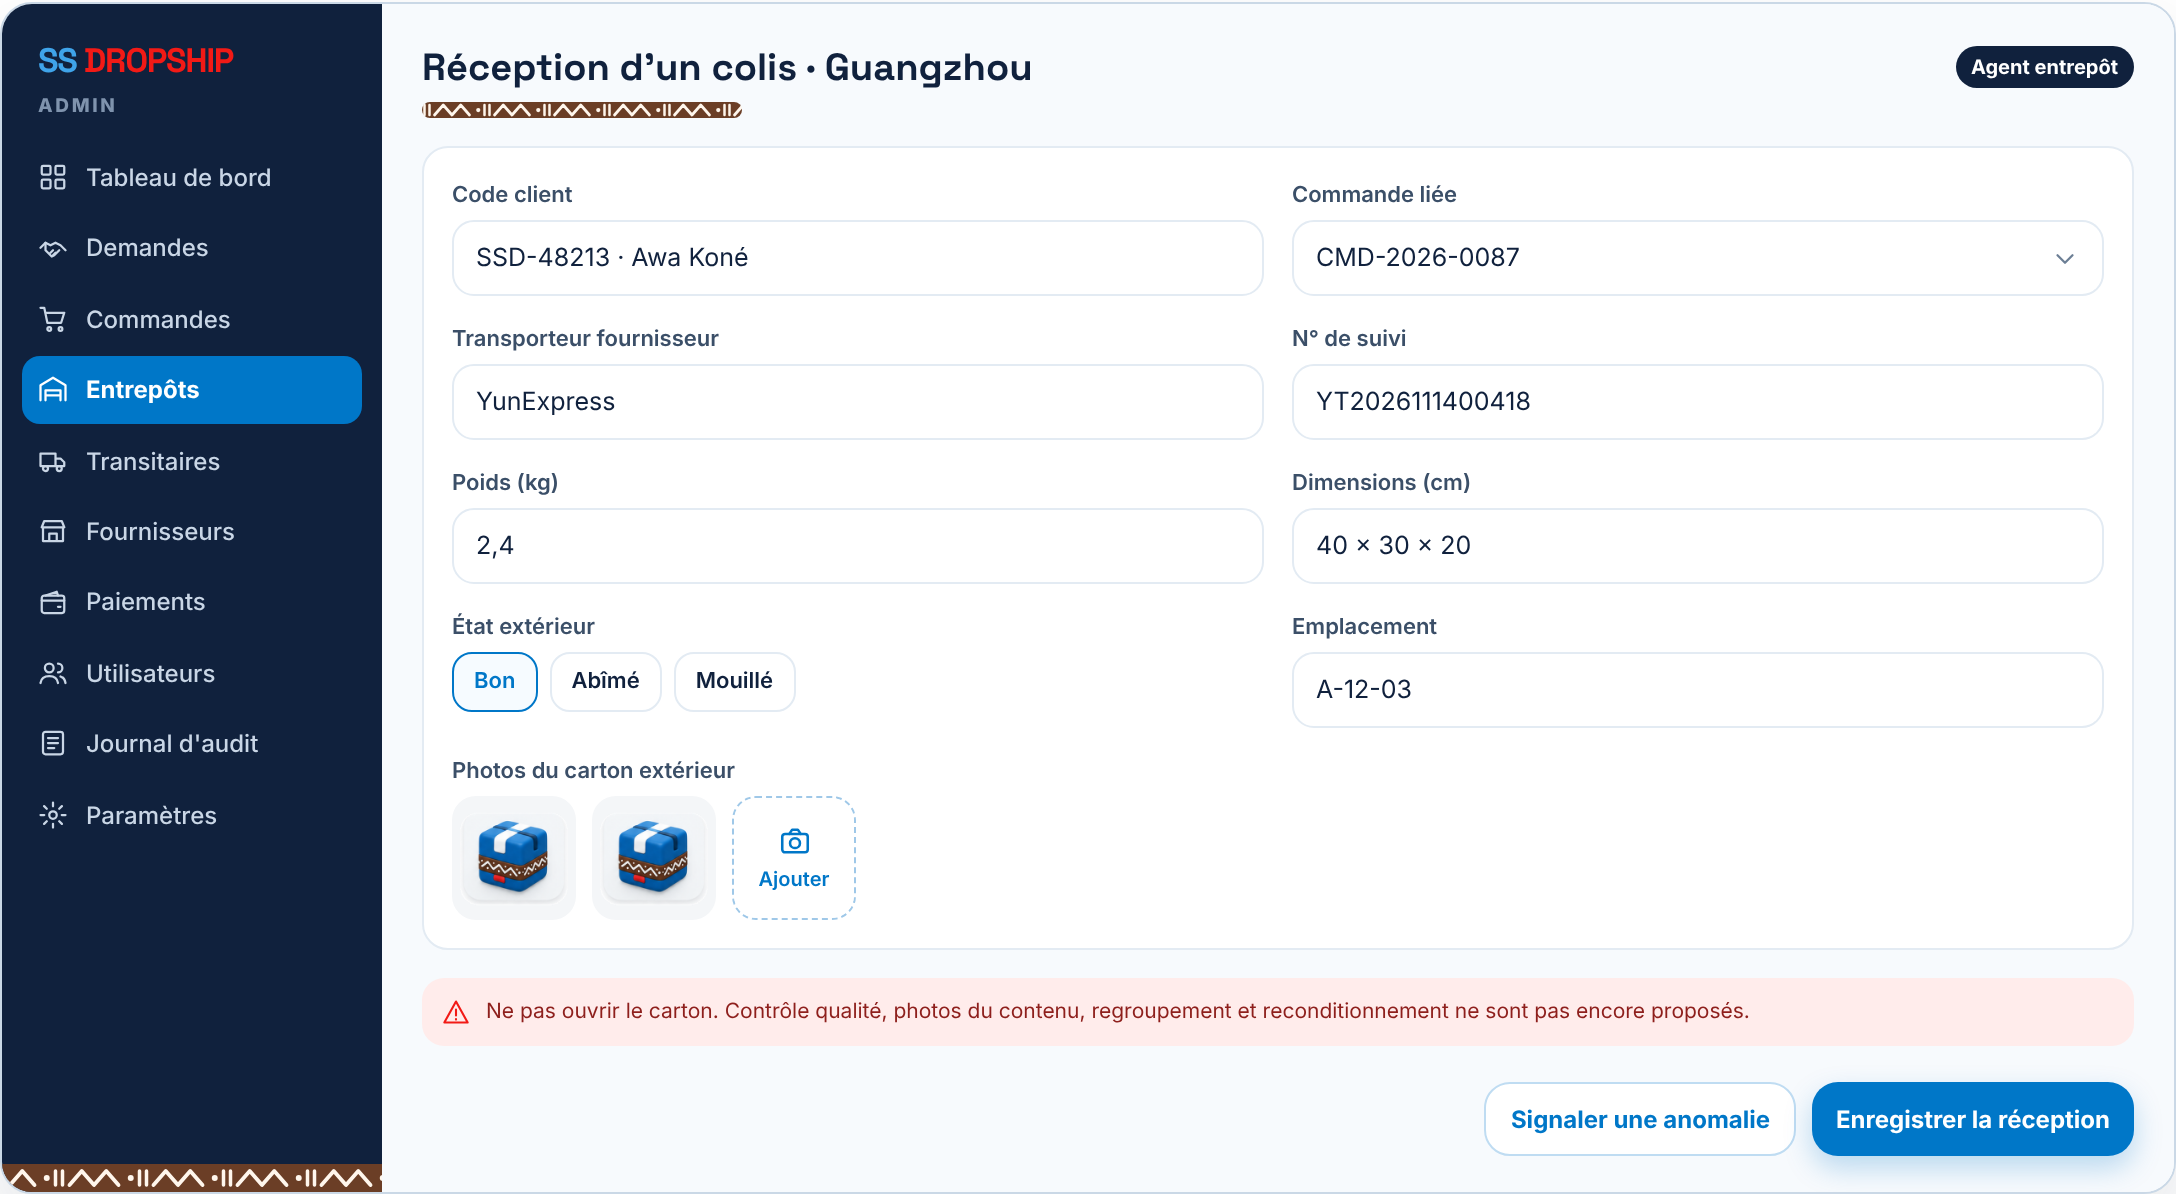 SS DROPSHIP
ADMIN
Tableau de bord
Demandes
Commandes
Entrepôts
Transitaires
Fournisseurs
Paiements
Utilisateurs
Journal d'audit
Paramètres
Réception d’un colis · Guangzhou
Agent entrepôt
Code client
SSD-48213 · Awa Koné
Commande liée
CMD-2026-0087
Transporteur fournisseur
YunExpress
N° de suivi
YT2026111400418
Poids (kg)
2,4
Dimensions (cm)
40 × 30 × 20
État extérieur
Bon
Abîmé
Mouillé
Emplacement
A-12-03
Photos du carton extérieur
Ajouter
Ne pas ouvrir le carton. Contrôle qualité, photos du contenu, regroupement et reconditionnement ne sont pas encore proposés.
Signaler une anomalie
Enregistrer la réception